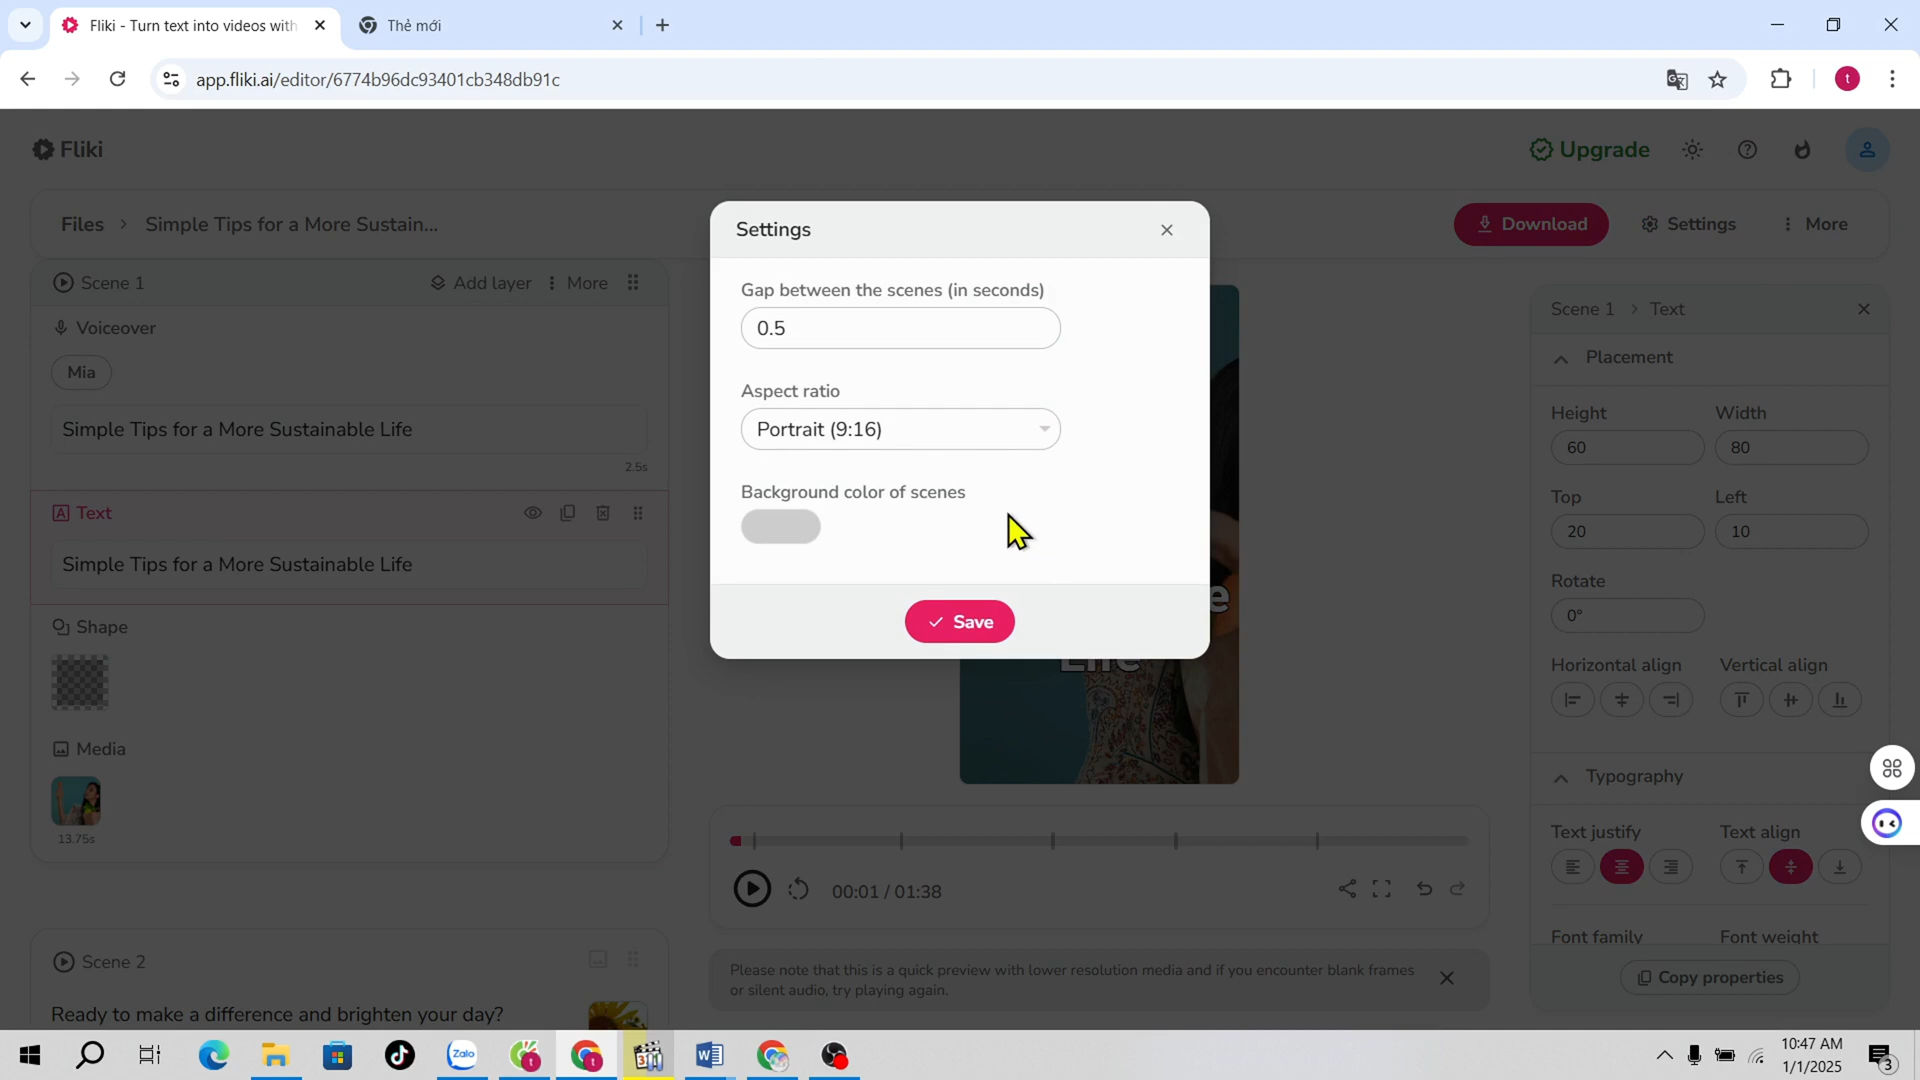 Fliki - Turn text into videos with
Thẻ mới
app.fliki.ai/editor/6774b96dc93401cb348db91c
t
Fliki
Upgrade
Files > Simple Tips for a More Sustain...
Download
Settings
More
Scene 1
Add layer
More
Voiceover
Mia
Simple Tips for a More Sustainable Life
2.5s
Text
Simple Tips for a More Sustainable Life
Shape
Media
13.75s
Scene 2
Ready to make a difference and brighten your day?
Settings
Gap between the scenes (in seconds)
0.5
Aspect ratio
Portrait (9:16)
Background color of scenes
Save
Life
00:01 / 01:38
Please note that this is a quick preview with lower resolution media and if you encounter blank frames
or silent audio, try playing again.
Scene 1 > Text
Placement
Height Width
60 80
Top Left
20 10
Rotate
0°
Horizontal align Vertical align
Typography
Text justify Text align
Font family Font weight
Copy properties
Zalo
10:47 AM
1/1/2025
3